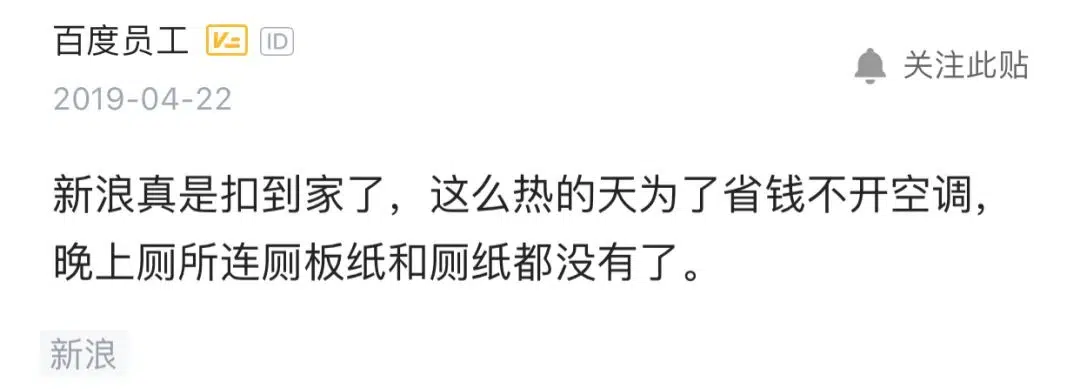 百度员工 V= ID
2019-04-22
关注此贴
新浪真是扣到家了，这么热的天为了省钱不开空调，
晚上厕所连厕板纸和厕纸都没有了。
新浪